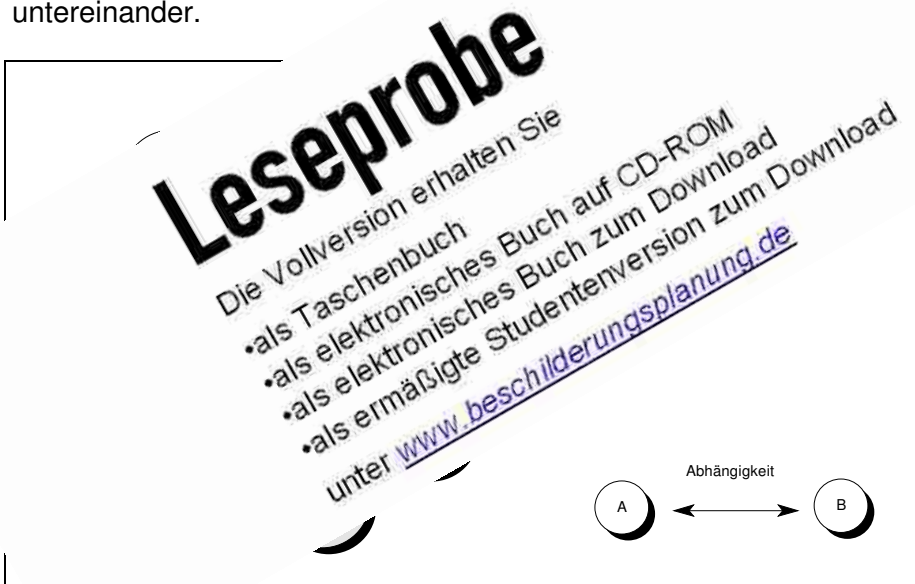 untereinander.
Leseprobe
Die Vollversion erhalten Sie
•als Taschenbuch
•als elektronisches Buch auf CD-ROM
•als elektronisches Buch zum Download
•als ermäßigte Studentenversion zum Download
unter www.beschilderungsplanung.de
Abhängigkeit
A
B